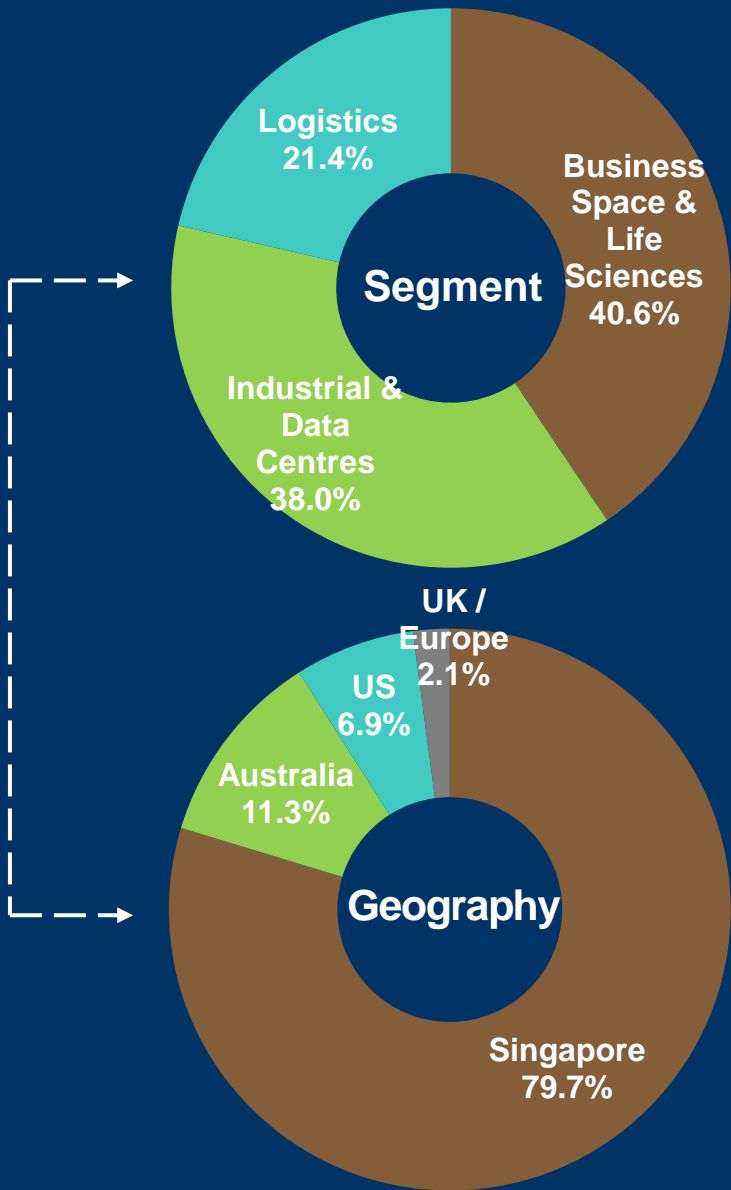 Logistics
21.4%
Business
Space &
Life
Sciences
40.6%
Segment
Industrial &
Data
Centres
38.0%
UK /
Europe
2.1%
US
6.9%
Australia
11.3%
Geography
Singapore
79.7%